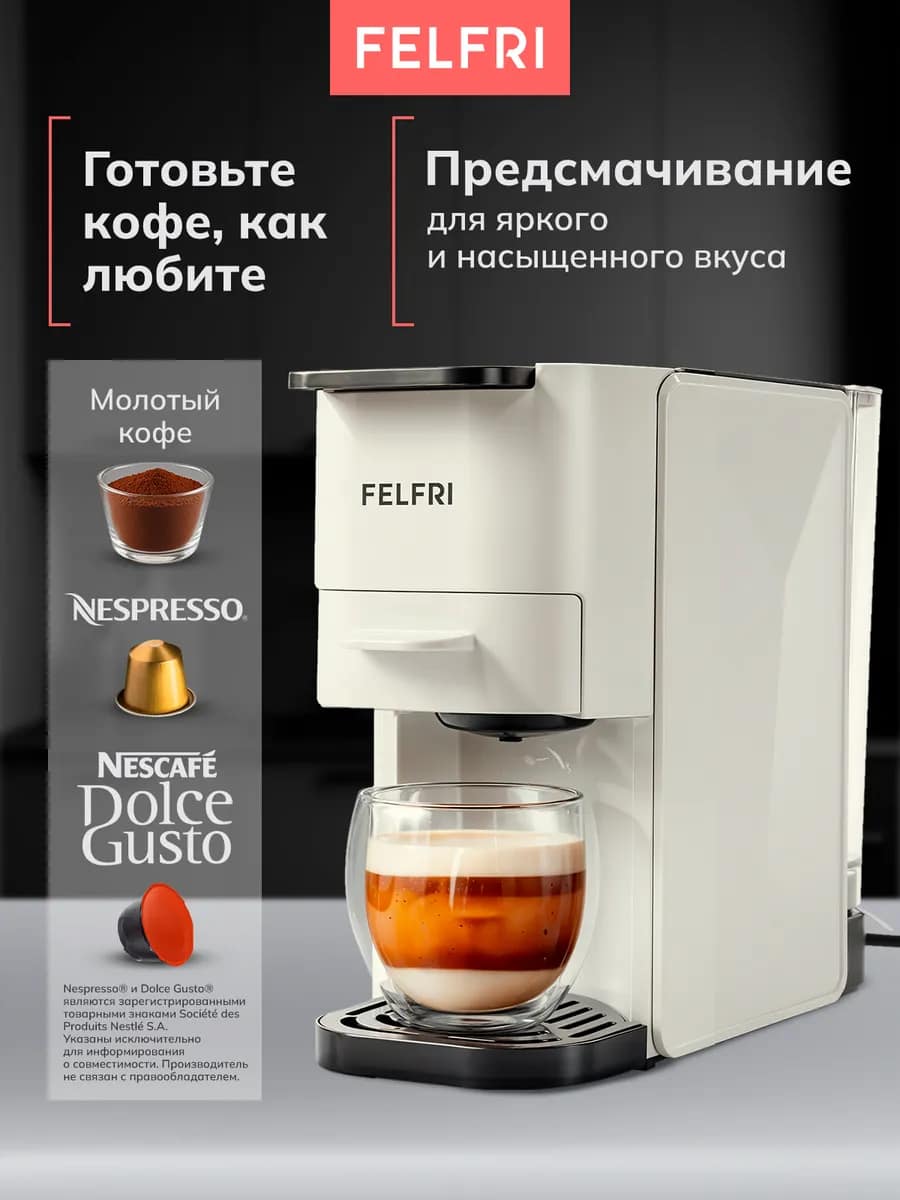 FELFRI
Готовьте
кофе, как
любите
Предсмачивание
для яркого
и насыщенного вкуса
Молотый
кофе
NESPRESSO®
NESCAFÉ
Dolce
Gusto
Nespresso® и Dolce Gusto®
являются зарегистрированными
товарными знаками Société des
Produits Nestlé S.A.
Указаны исключительно
для информирования
о совместимости. Производитель
не связан с правообладателем.
FELFRI